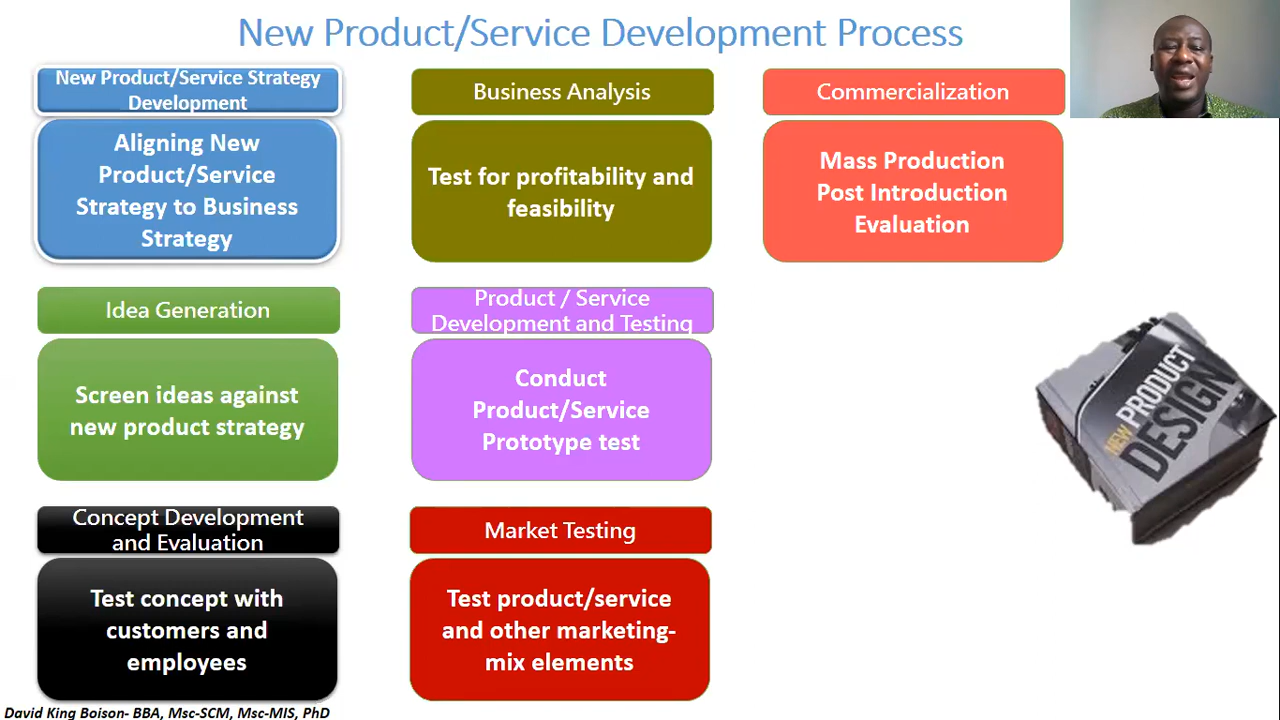 New Product/Service Development Process
New Product/Service Strategy
Development
Aligning New
Product/Service
Strategy to Business
Strategy
Idea Generation
Screen ideas against
new product strategy
Concept Development
and Evaluation
Test concept with
customers and
employees
Business Analysis
Test for profitability and
feasibility
Product / Service
Development and Testing
Conduct
Product/Service
Prototype test
Market Testing
Test product/service
and other marketing-
mix elements
Commercialization
Mass Production
Post Introduction
Evaluation
NEW PRODUCT
DESIGN
David King Boison- BBA, Msc-SCM, Msc-MIS, PhD